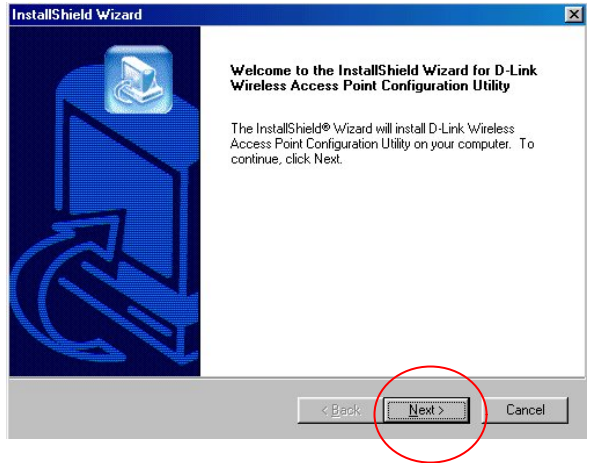 InstallShield Wizard
Welcome to the InstallShield Wizard for D-Link
Wireless Access Point Configuration Utility
The InstallShield® Wizard will install D-Link Wireless
Access Point Configuration Utility on your computer. To
continue, click Next.
< Back
Next >
Cancel